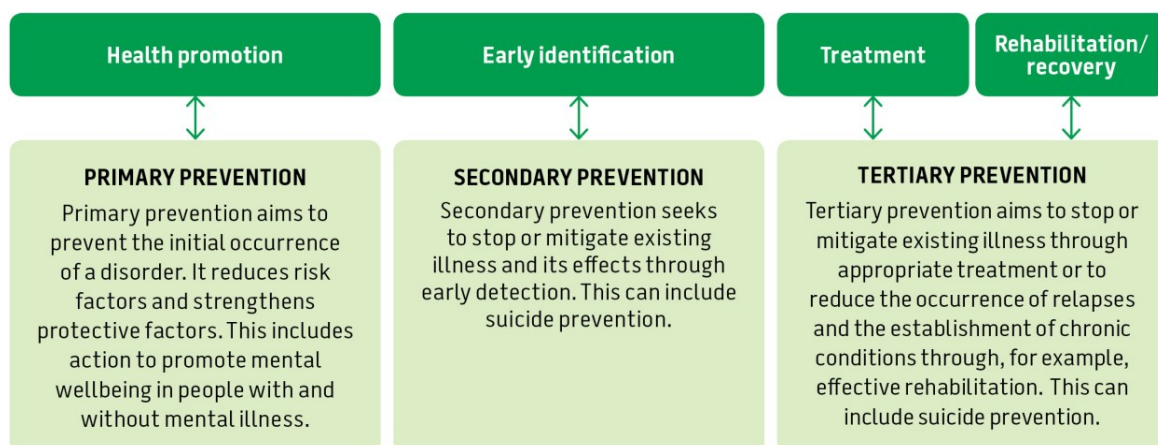 Health promotion
Early identification
Treatment
Rehabilitation/
recovery
PRIMARY PREVENTION
Primary prevention aims to
prevent the initial occurrence
of a disorder. It reduces risk
factors and strengthens
protective factors. This includes
action to promote mental
wellbeing in people with and
without mental illness.
SECONDARY PREVENTION
Secondary prevention seeks
to stop or mitigate existing
illness and its effects through
early detection. This can include
suicide prevention.
TERTIARY PREVENTION
Tertiary prevention aims to stop or
mitigate existing illness through
appropriate treatment or to
reduce the occurrence of relapses
and the establishment of chronic
conditions through, for example,
effective rehabilitation. This can
include suicide prevention.